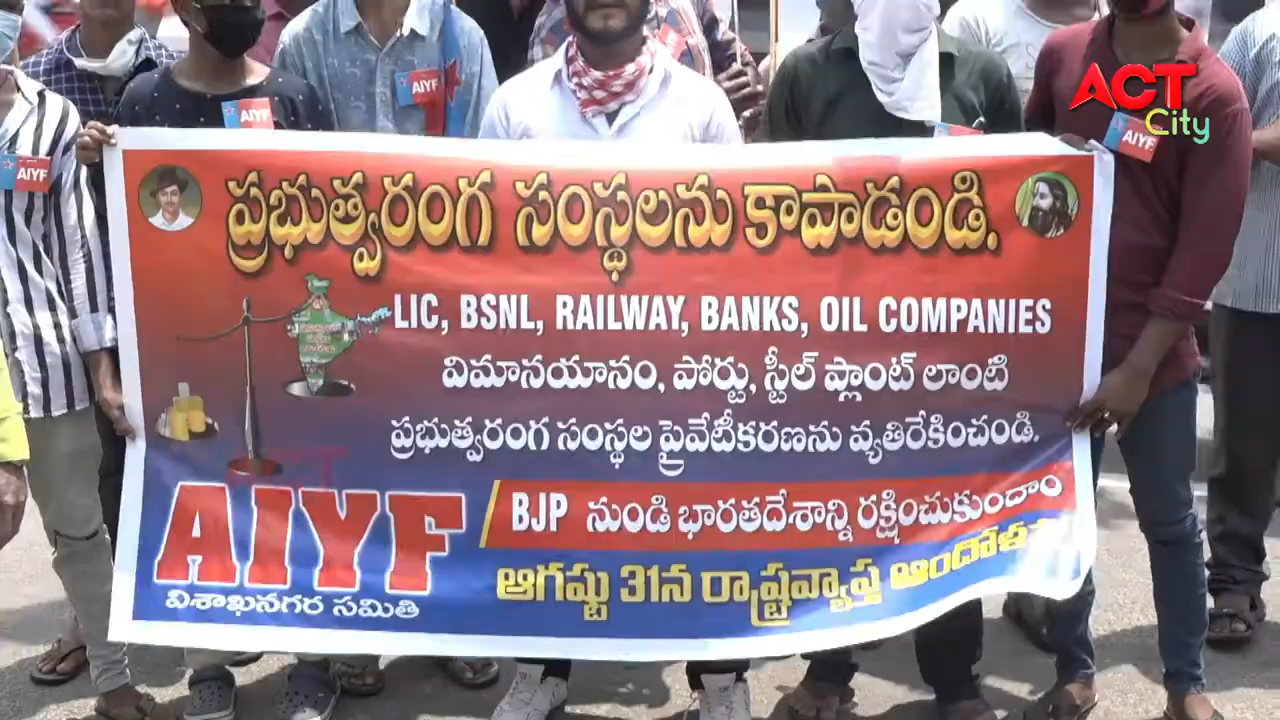 ACT
City
AIYF
AIYF
AIYF
AIYF
AIYF
ప్రభుత్వరంగ సంస్థలను కాపాడండి.
LIC, BSNL, RAILWAY, BANKS, OIL COMPANIES
విమానయానం, పోర్టు, స్టీల్ ప్లాంట్ లాంటి
ప్రభుత్వరంగ సంస్థల ప్రైవేటీకరణను వ్యతిరేకించండి.
AIYF
విశాఖనగర సమితి
BJP నుండి భారతదేశాన్ని రక్షించుకుందాం
ఆగష్టు 31న రాష్ట్రవ్యాప్త